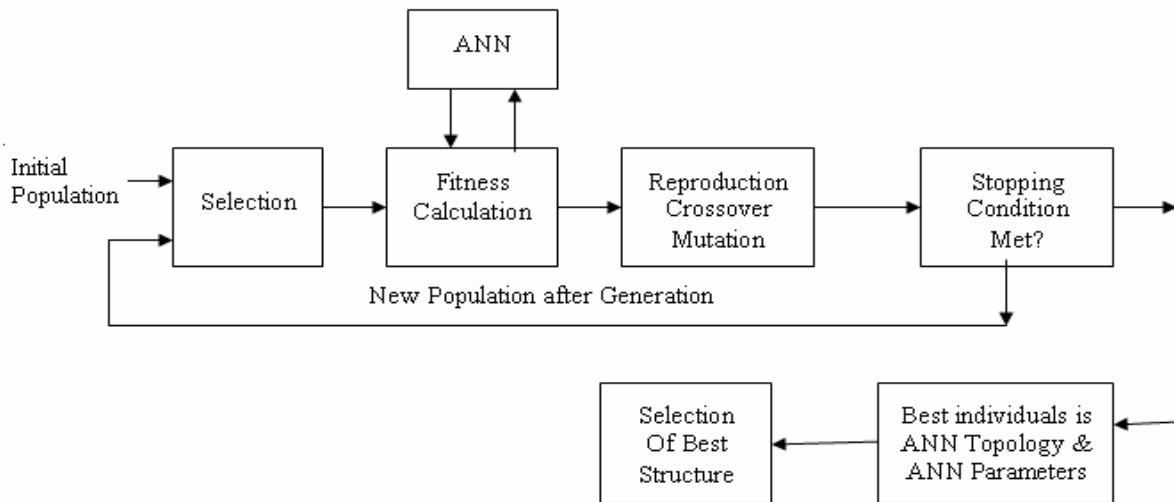 ANN
Initial
Population
Selection
Fitness
Calculation
Reproduction
Crossover
Mutation
Stopping
Condition
Met?
New Population after Generation
Selection
Of Best
Structure
Best individuals is
ANN Topology &
ANN Parameters